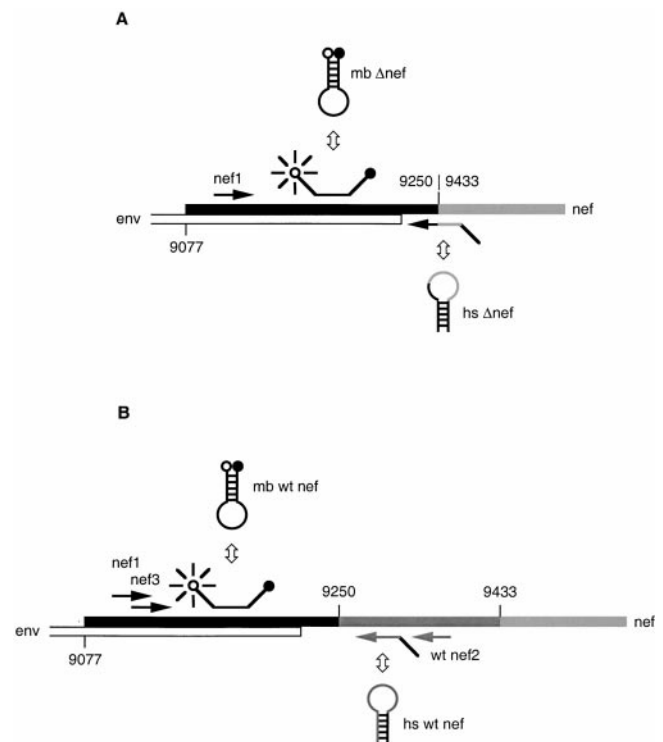 A
mb Δnef
nef1
9250 9433
nef
env
9077
hs Δnef
B
mb wt nef
nef1
nef3
9250 9433
nef
env
9077
wt nef2
hs wt nef